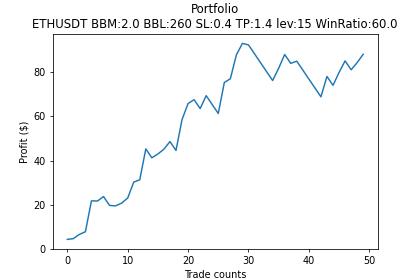 Portfolio
ETHUSDT BBM:2.0 BBL:260 SL:0.4 TP:1.4 lev:15 WinRatio:60.0
Profit ($)
80
60
40
20
0
0 10 20 30 40 50
Trade counts